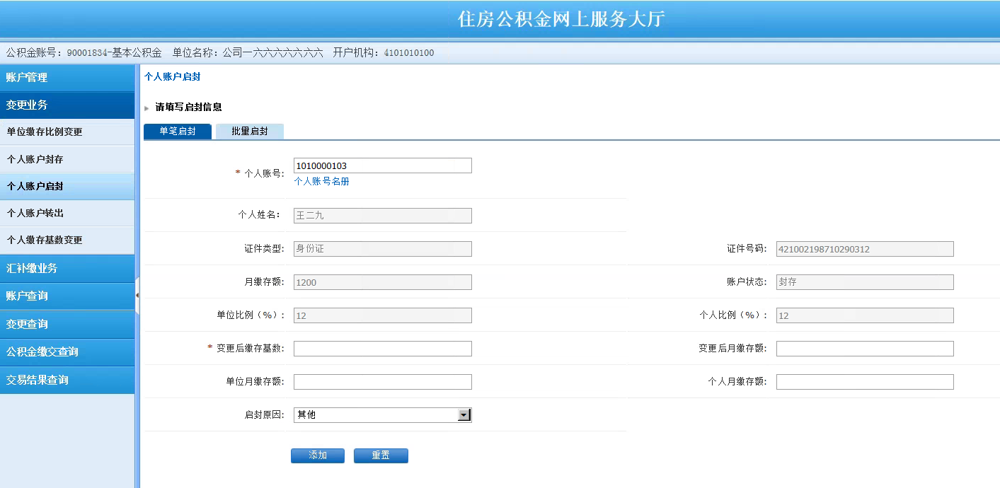 住房公积金网上服务大厅
公积金账号：90001834-基本公积金 单位名称：公司一六六六六六六六 开户机构：4101010100
账户管理
变更业务
单位缴存比例变更
个人账户封存
个人账户启封
个人账户转出
个人缴存基数变更
汇补缴业务
账户查询
变更查询
公积金缴交查询
交易结果查询
个人账户启封
请填写启封信息
单笔启封 批量启封
* 个人账号: 1010000103
个人账号名册
个人姓名： 王二九
证件类型: 身份证 证件号码: 421002198710290312
月缴存额: 1200 账户状态: 封存
单位比例（%）: 12 个人比例（%）: 12
* 变更后缴存基数: 变更后月缴存额:
单位月缴存额: 个人月缴存额:
启封原因: 其他
添加 重置